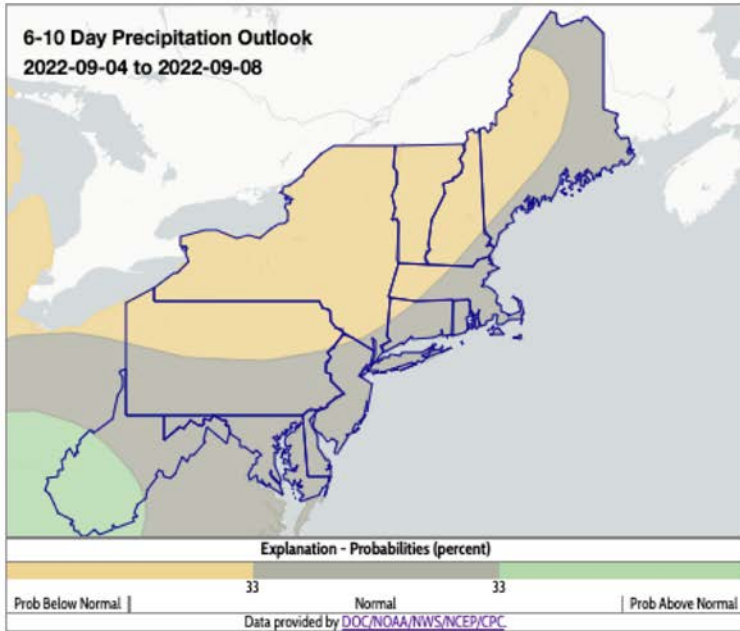 6-10 Day Precipitation Outlook
2022-09-04 to 2022-09-08
Explanation - Probabilities (percent)
33 33
Prob Below Normal Normal Prob Above Normal
Data provided by DOC/NOAA/NWS/NCEP/CPC.